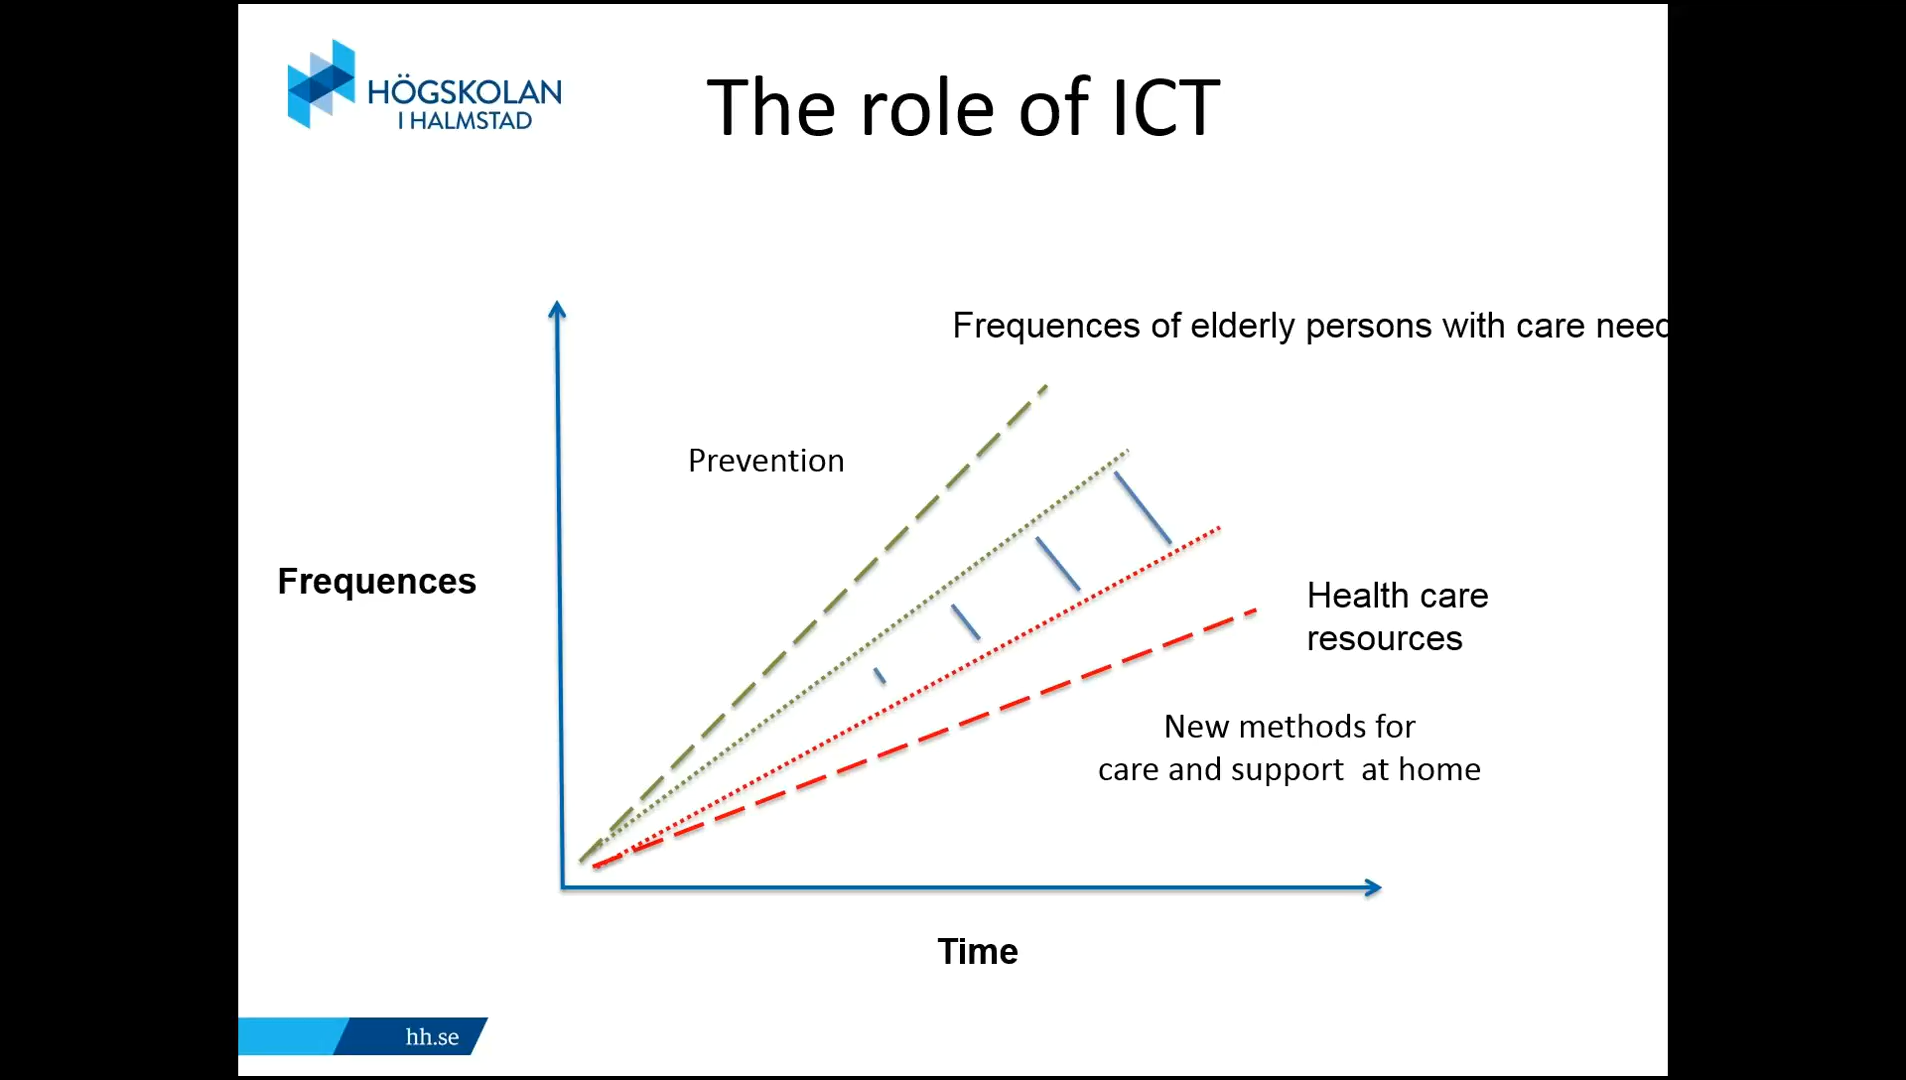 HÖGSKOLAN
I HALMSTAD
The role of ICT
Frequences of elderly persons with care need
Prevention
Frequences
Health care
resources
New methods for
care and support at home
Time
hh.se